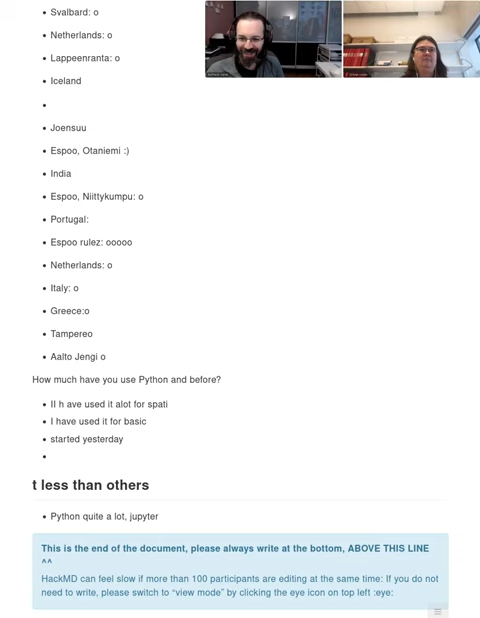 Svalbard: o
Netherlands: o
Lappeenranta: o
Iceland
Joensuu
Espoo, Otaniemi :)
India
Espoo, Niittykumpu: o
Portugal:
Espoo rulez: ooooo
Netherlands: o
Italy: o
Greece:o
Tampereo
Aalto Jengi o
How much have you use Python and before?
II h ave used it alot for spati
I have used it for basic
started yesterday
t less than others
Python quite a lot, jupyter
This is the end of the document, please always write at the bottom, ABOVE THIS LINE
^^
HackMD can feel slow if more than 100 participants are editing at the same time: If you do not
need to write, please switch to “view mode” by clicking the eye icon on top left :eye: